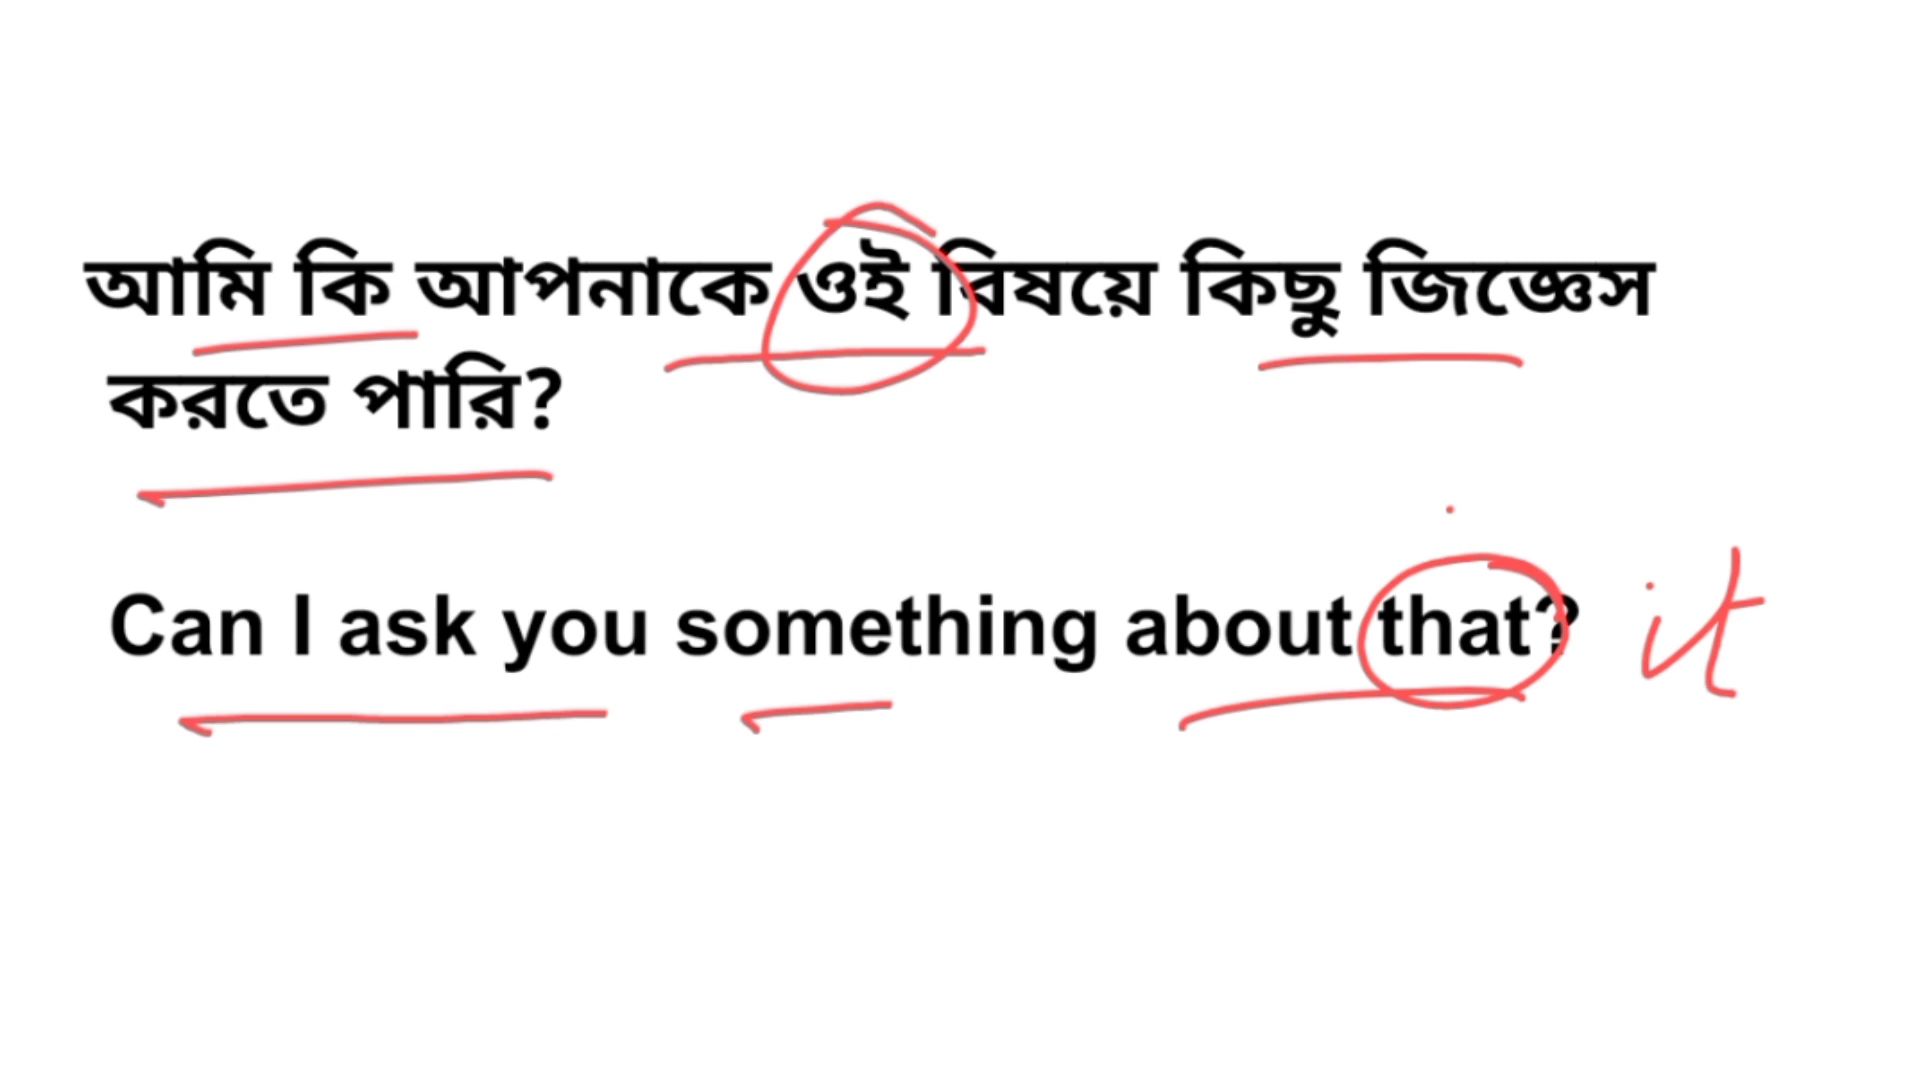 আমি কি আপনাকে ওই বিষয়ে কিছু জিজ্ঞেস
করতে পারি?
Can I ask you something about that? it